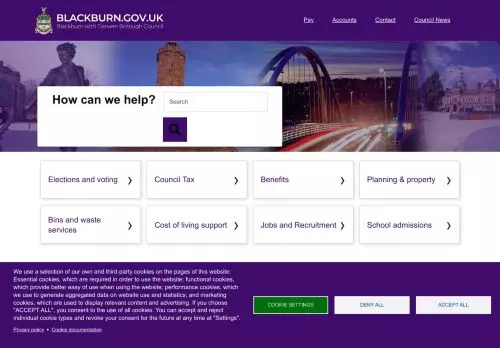 BLACKBURN.GOV.UK
Blackburn with Darwen Borough Council
Pay Accounts Contact Council News
How can we help?
Search
Elections and voting
Council Tax
Benefits
Planning & property
Bins and waste services
Cost of living support
Jobs and Recruitment
School admissions
We use a selection of our own and third-party cookies on the pages of this website:
Essential cookies, which are required in order to use the website; functional cookies,
which provide better easy of use when using the website; performance cookies, which
we use to generate aggregated data on website use and statistics; and marketing
cookies, which are used to display relevant content and advertising. If you choose
"ACCEPT ALL", you consent to the use of all cookies. You can accept and reject
individual cookie types and revoke your consent for the future at any time at "Settings".
Privacy policy • Cookie documentation
COOKIE SETTINGS
DENY ALL
ACCEPT ALL